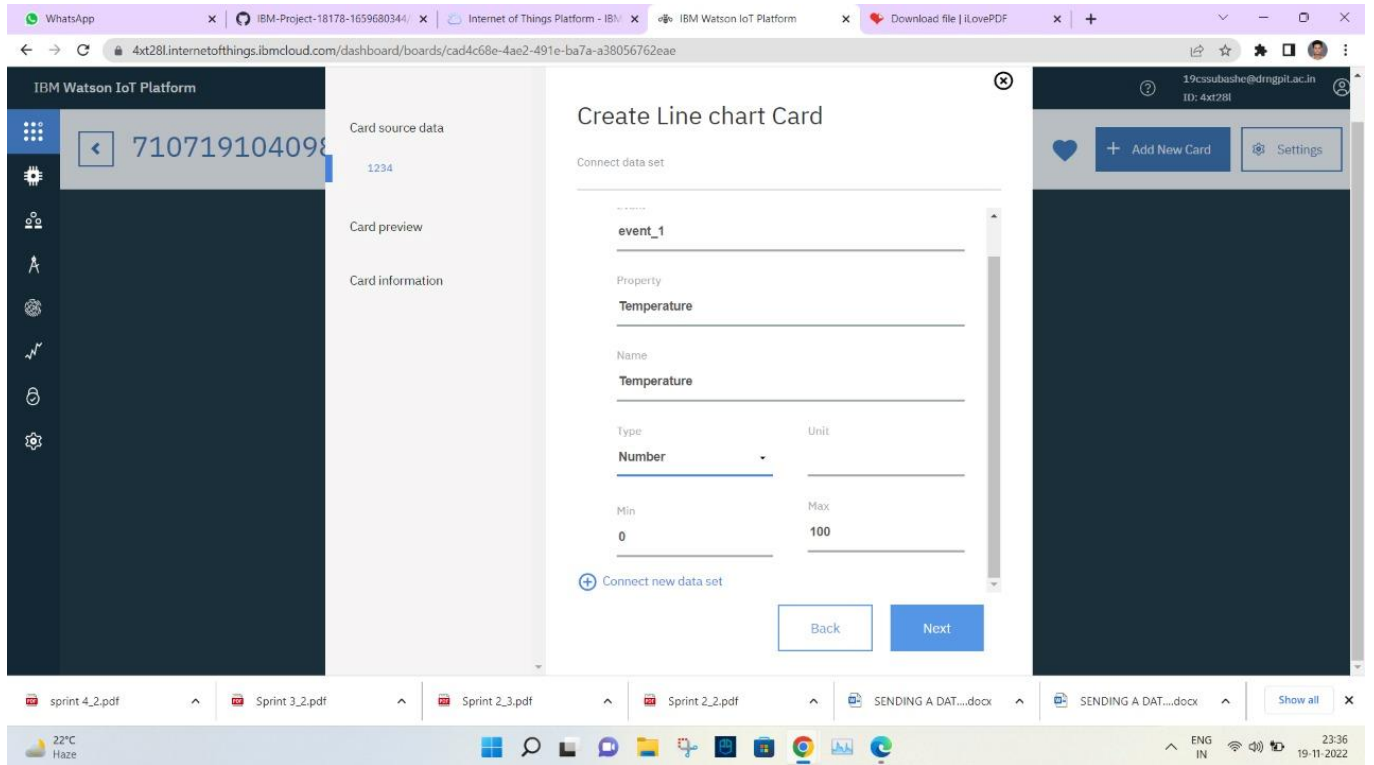 WhatsApp
IBM-Project-18178-1659680344/
Internet of Things Platform - IBM
IBM Watson IoT Platform
Download file | iLovePDF
4xt28l.internetofthings.ibmcloud.com/dashboard/boards/cad4c68e-4ae2-491e-ba7a-a38056762eae
IBM Watson IoT Platform
19cssubashe@drngpit.ac.in
ID: 4xt28l
710719104098
Add New Card
Settings
Card source data
1234
Card preview
Card information
Create Line chart Card
Connect data set
event_1
Property
Temperature
Name
Temperature
Type
Unit
Number
Min
Max
0
100
Connect new data set
Back
Next
sprint 4_2.pdf
Sprint 3_2.pdf
Sprint 2_3.pdf
Sprint 2_2.pdf
SENDING A DAT....docx
SENDING A DAT....docx
Show all
22°C
Haze
ENG
IN
23:36
19-11-2022